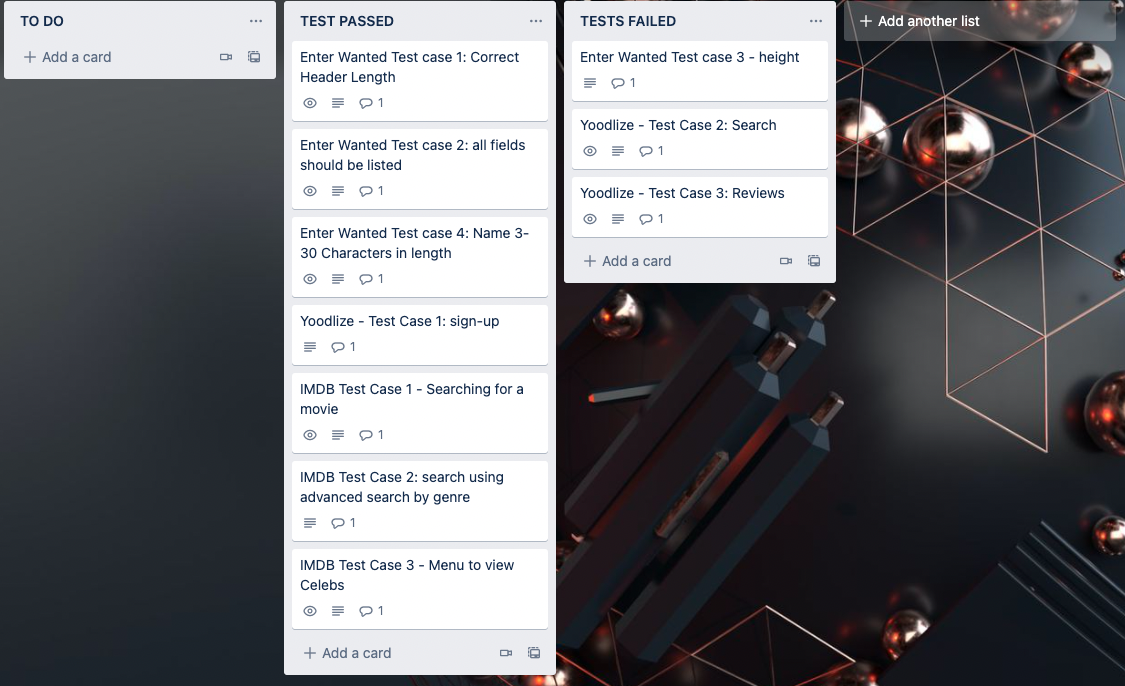 TO DO
Add a card
TEST PASSED
Enter Wanted Test case 1: Correct
Header Length
1
Enter Wanted Test case 2: all fields
should be listed
1
Enter Wanted Test case 4: Name 3-
30 Characters in length
1
Yoodlize - Test Case 1: sign-up
1
IMDB Test Case 1 - Searching for a
movie
1
IMDB Test Case 2: search using
advanced search by genre
1
IMDB Test Case 3 - Menu to view
Celebs
1
Add a card
TESTS FAILED
Enter Wanted Test case 3 - height
1
Yoodlize - Test Case 2: Search
1
Yoodlize - Test Case 3: Reviews
1
Add a card
Add another list